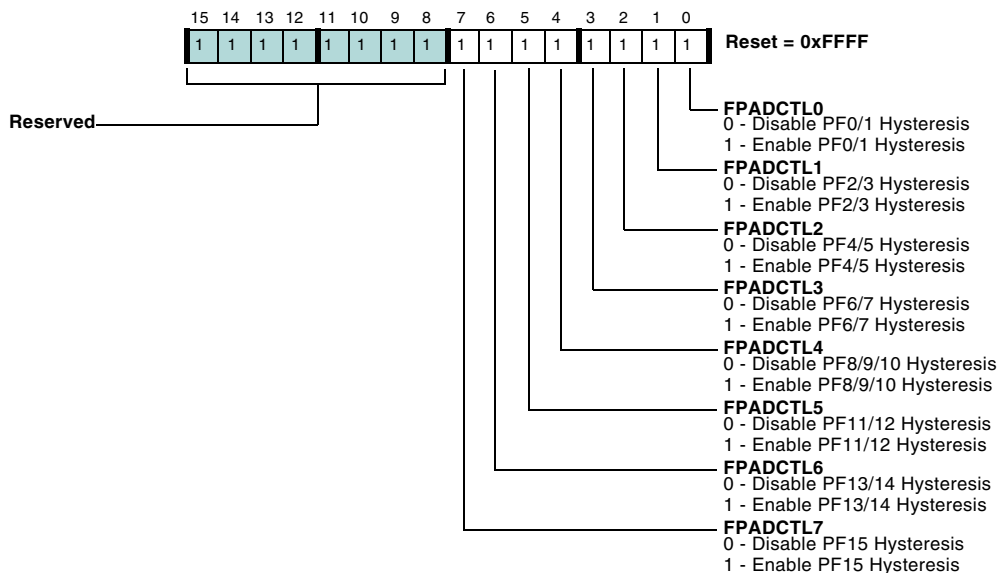 15 14 13 12 11 10 9 8 7 6 5 4 3 2 1 0
1 1 1 1 1 1 1 1 1 1 1 1 1 1 1 1 Reset = 0xFFFF
Reserved
FPADCTL0
0 - Disable PF0/1 Hysteresis
1 - Enable PF0/1 Hysteresis
FPADCTL1
0 - Disable PF2/3 Hysteresis
1 - Enable PF2/3 Hysteresis
FPADCTL2
0 - Disable PF4/5 Hysteresis
1 - Enable PF4/5 Hysteresis
FPADCTL3
0 - Disable PF6/7 Hysteresis
1 - Enable PF6/7 Hysteresis
FPADCTL4
0 - Disable PF8/9/10 Hysteresis
1 - Enable PF8/9/10 Hysteresis
FPADCTL5
0 - Disable PF11/12 Hysteresis
1 - Enable PF11/12 Hysteresis
FPADCTL6
0 - Disable PF13/14 Hysteresis
1 - Enable PF13/14 Hysteresis
FPADCTL7
0 - Disable PF15 Hysteresis
1 - Enable PF15 Hysteresis